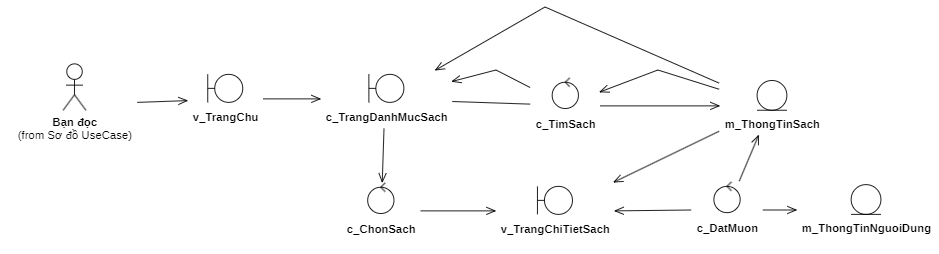 v_TrangChu
c_TrangDanhMucSach
c_TimSach
m_ThongTinSach
Bạn đọc
(from Sơ đồ UseCase)
c_ChonSach
v_TrangChiTietSach
c_DatMuon
m_ThongTinNguoiDung